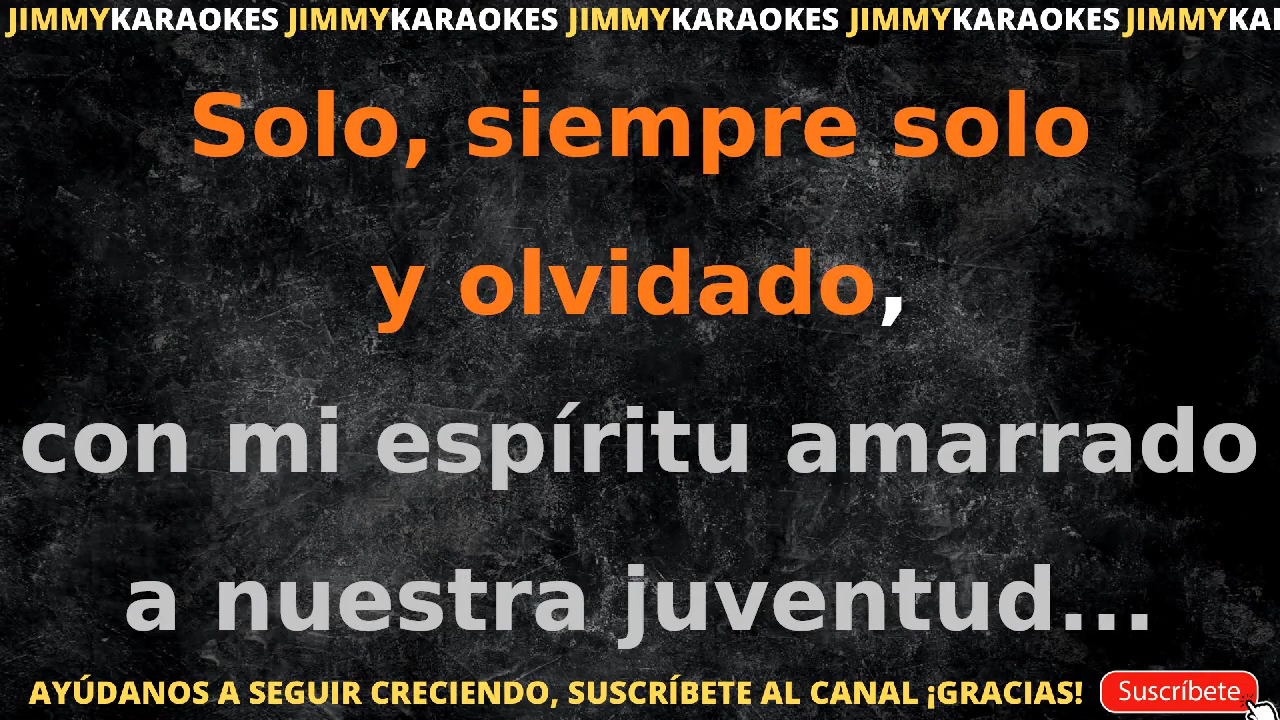 JIMMYKARAOKES JIMMYKARAOKES JIMMYKARAOKES JIMMYKARAOKES JIMMYKA
Solo, siempre solo
y olvidado,
con mi espíritu amarrado
a nuestra juventud...
AYÚDANOS A SEGUIR CRECIENDO, SUSCRÍBETE AL CANAL ¡GRACIAS! Suscríbete